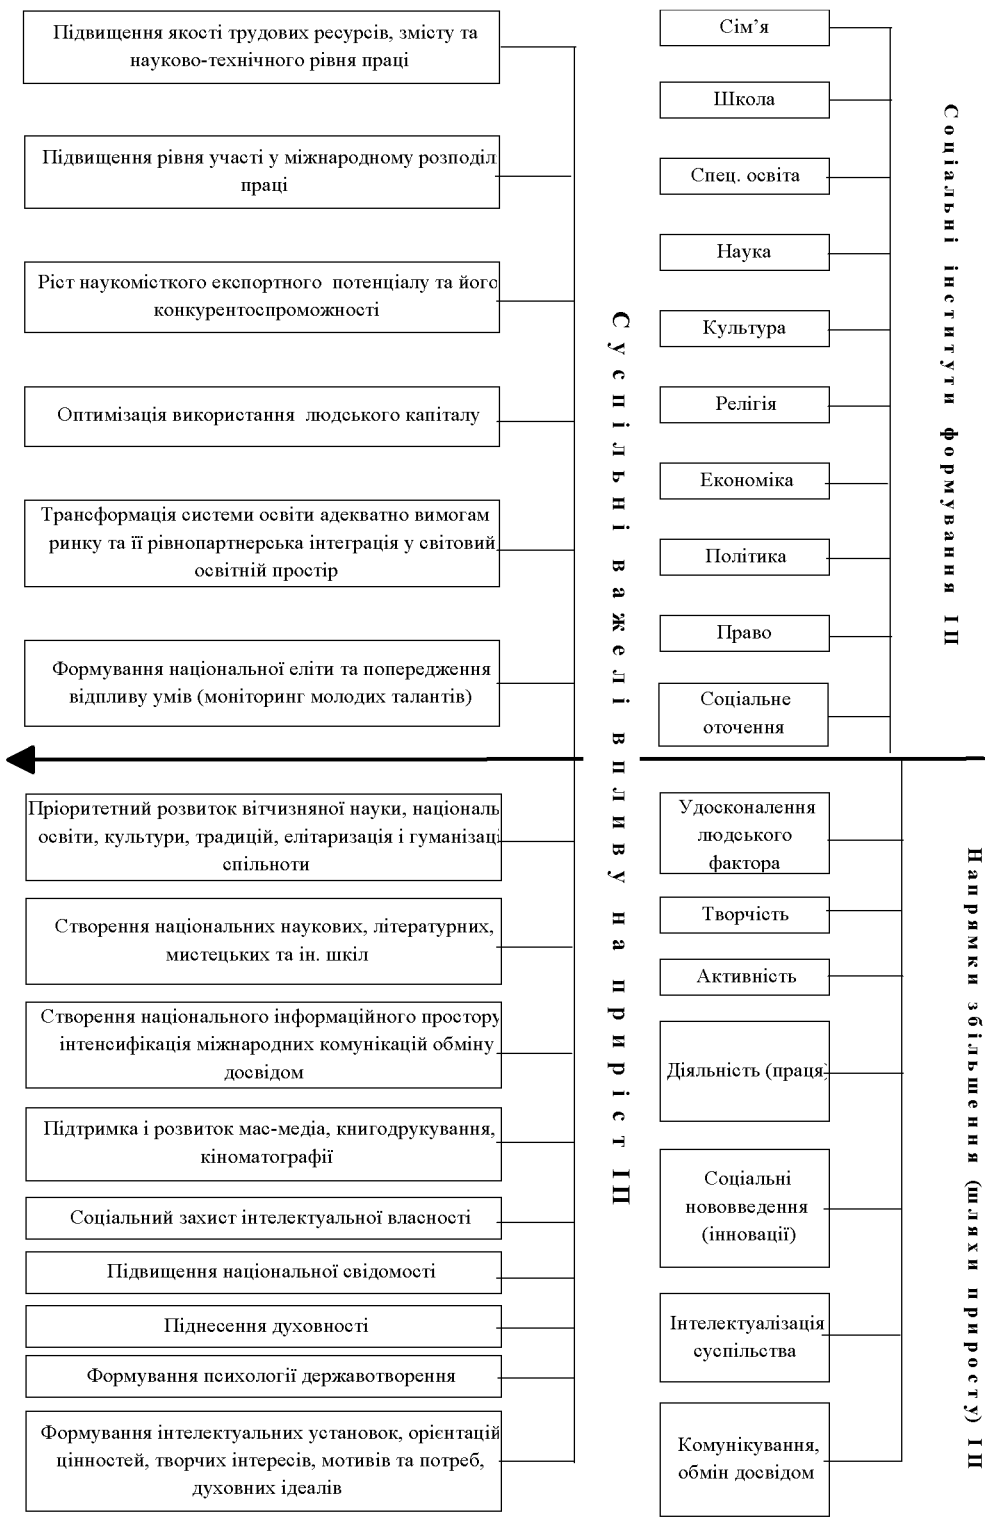 Підвищення якості трудових ресурсів, змісту та
науково-технічного рівня праці
Підвищення рівня участі у міжнародному розподіл
праці
Ріст наукомісткого експортного потенціалу та його
конкурентоспроможності
Оптимізація використання людського капіталу
Трансформація системи освіти адекватно вимогам
ринку та її рівнопартнерська інтеграція у світовий
освітній простір
Формування національної еліти та попередження
відпливу умів (моніторинг молодих талантів)
Пріоритетний розвиток вітчизняної науки, національ
освіти, культури, традицій, елітаризація і гуманізаці
спільноти
Створення національних наукових, літературних,
мистецьких та ін. шкіл
Створення національного інформаційного простору
інтенсифікація міжнародних комунікацій обміну
досвідом
Підтримка і розвиток мас-медіа, книгодрукування,
кіноматографії
Соціальний захист інтелектуальної власності
Підвищення національної свідомості
Піднесення духовності
Формування психології державотворення
Формування інтелектуальних установок, орієнтацій
цінностей, творчих інтересів, мотивів та потреб,
духовних ідеалів
Суспільні важелі впливу на приріст ІП
Сім’я
Школа
Спец. освіта
Наука
Культура
Релігія
Економіка
Політика
Право
Соціальне
оточення
Соціальні інститути формування ІП
Удосконалення
людського
фактора
Творчість
Активність
Діяльність (праця)
Соціальні
нововведення
(інновації)
Інтелектуалізація
суспільства
Комунікування,
обмін досвідом
Напрямки збільшення (шляхи приросту) ІП